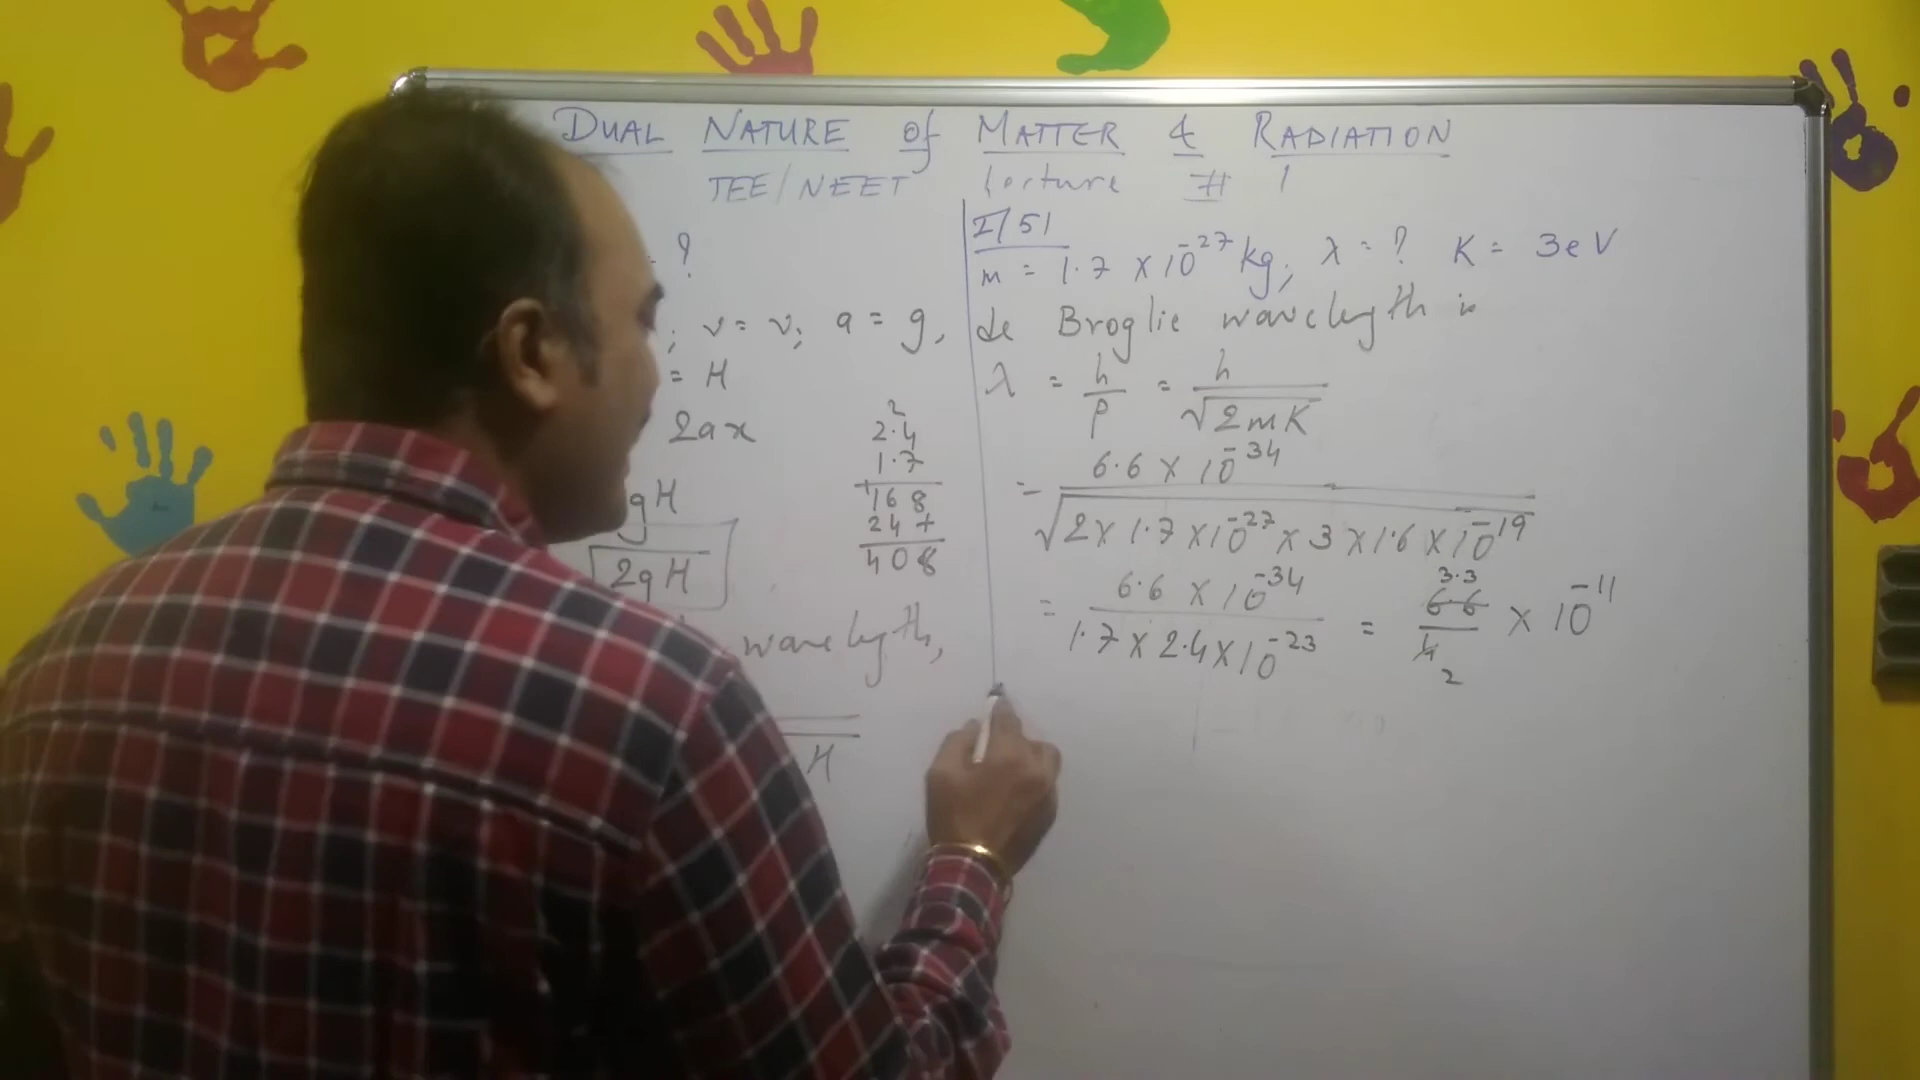 DUAL NATURE of MATTER & RADIATION
JEE/NEET Lecture # 1
?
; v = v; a = g,
= H
2ax
gH
2gH
wavelength,
H
2
2.4
1.7
+168
24+
408
I/51
m = 1.7 × 10^-27 kg; λ = ? K = 3eV
de Broglie wavelength is
λ = h/p = h/√2mK
= 6.6 × 10^-34 / √2 × 1.7 × 10^-27 × 3 × 1.6 × 10^-19
= 6.6 × 10^-34 / 1.7 × 2.4 × 10^-23 = 3.3 6.6 / 4 2 × 10^-11